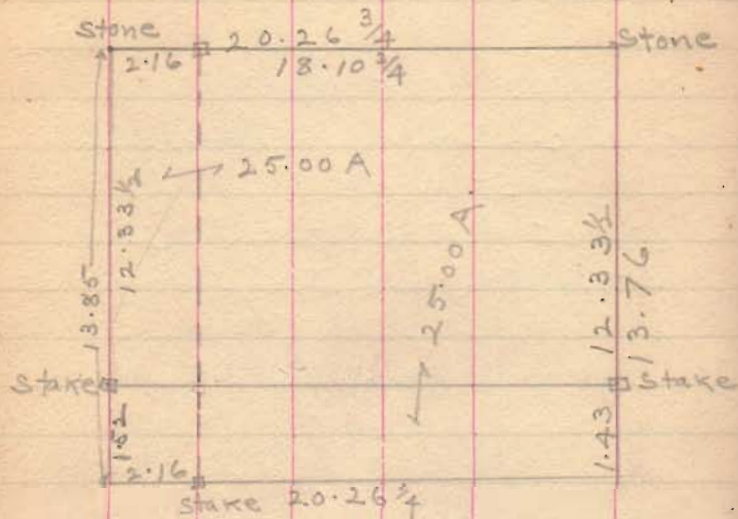 Stone
20.26 3/4
Stone
2.16
18.10 3/4
25.00 A
12.33 1/2
13.85
25.00 A.
12.33 1/2
13.76
Stake
Stake
1.52
1.43
2.16
Stake 20.26 3/4